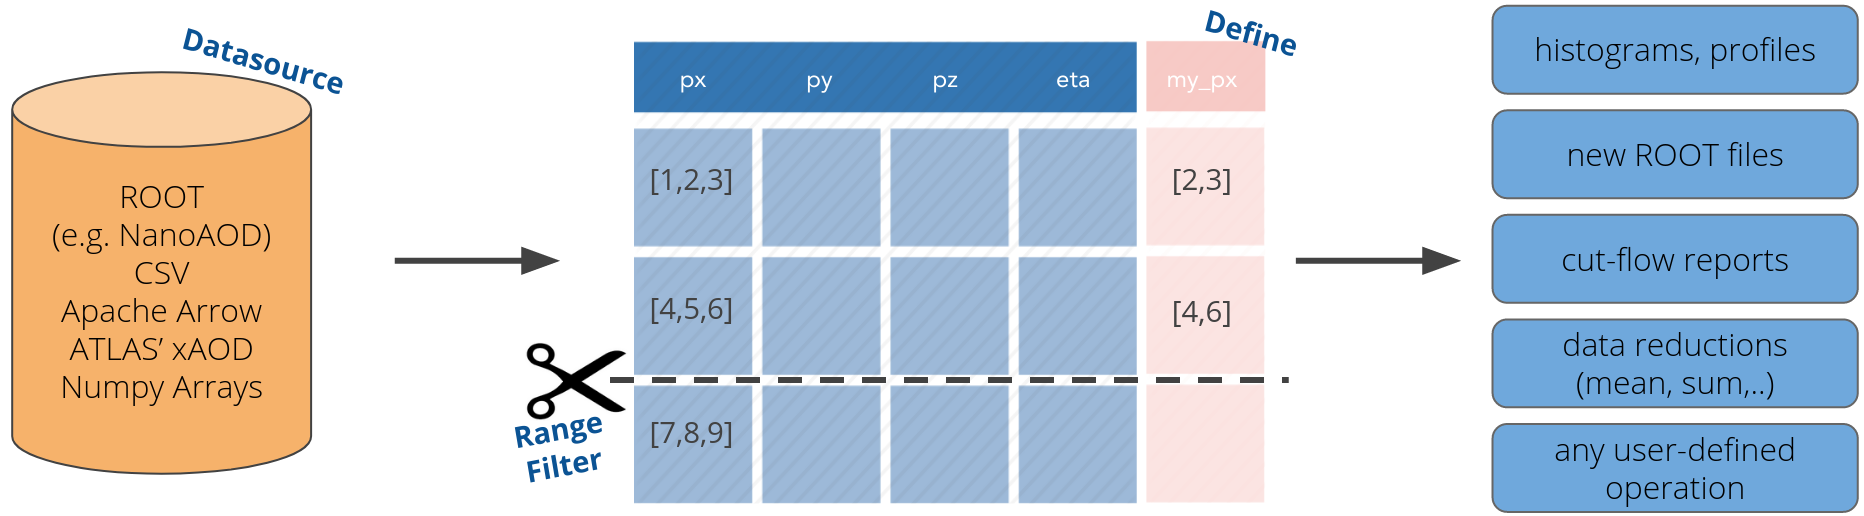 Datasource
ROOT
(e.g. NanoAOD)
CSV
Apache Arrow
ATLAS’ xAOD
Numpy Arrays
Define
px py pz eta my_px
[1,2,3] [2,3]
[4,5,6] [4,6]
Range
Filter
[7,8,9]
histograms, profiles
new ROOT files
cut-flow reports
data reductions
(mean, sum,..)
any user-defined
operation